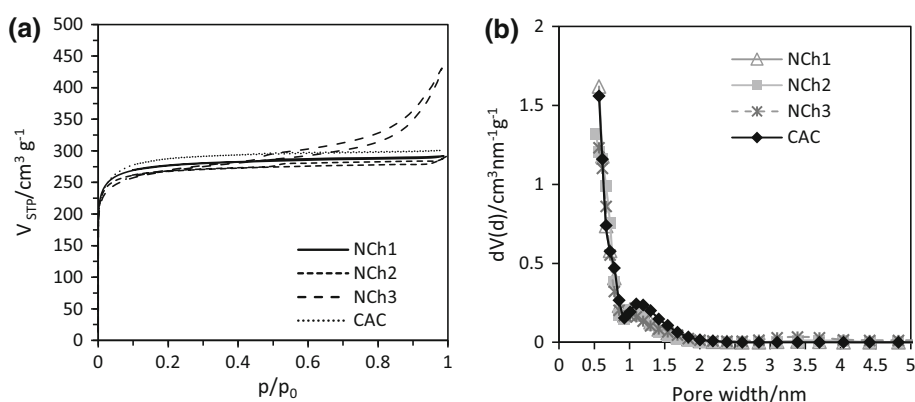 (a)
500
450
400
350
300
250
200
150
100
50
0
V STP/cm³ g⁻¹
NCh1
NCh2
NCh3
CAC
0 0.2 0.4 0.6 0.8 1
p/p₀
(b)
2
1.5
1
0.5
0
dV(d)/cm³nm⁻¹g⁻¹
NCh1
NCh2
NCh3
CAC
0 0.5 1 1.5 2 2.5 3 3.5 4 4.5 5
Pore width/nm